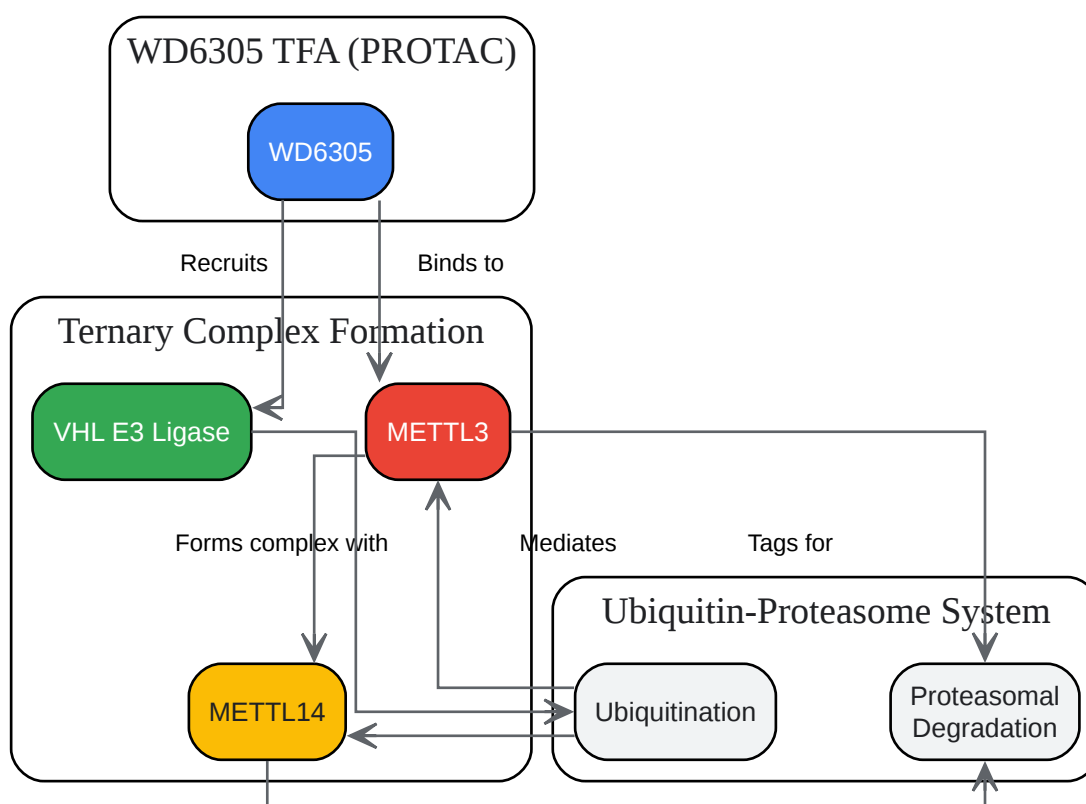 WD6305 TFA (PROTAC)
WD6305
Recruits
Binds to
Ternary Complex Formation
VHL E3 Ligase
METTL3
Forms complex with
Mediates
Tags for
Ubiquitin-Proteasome System
METTL14
Ubiquitination
Proteasomal
Degradation